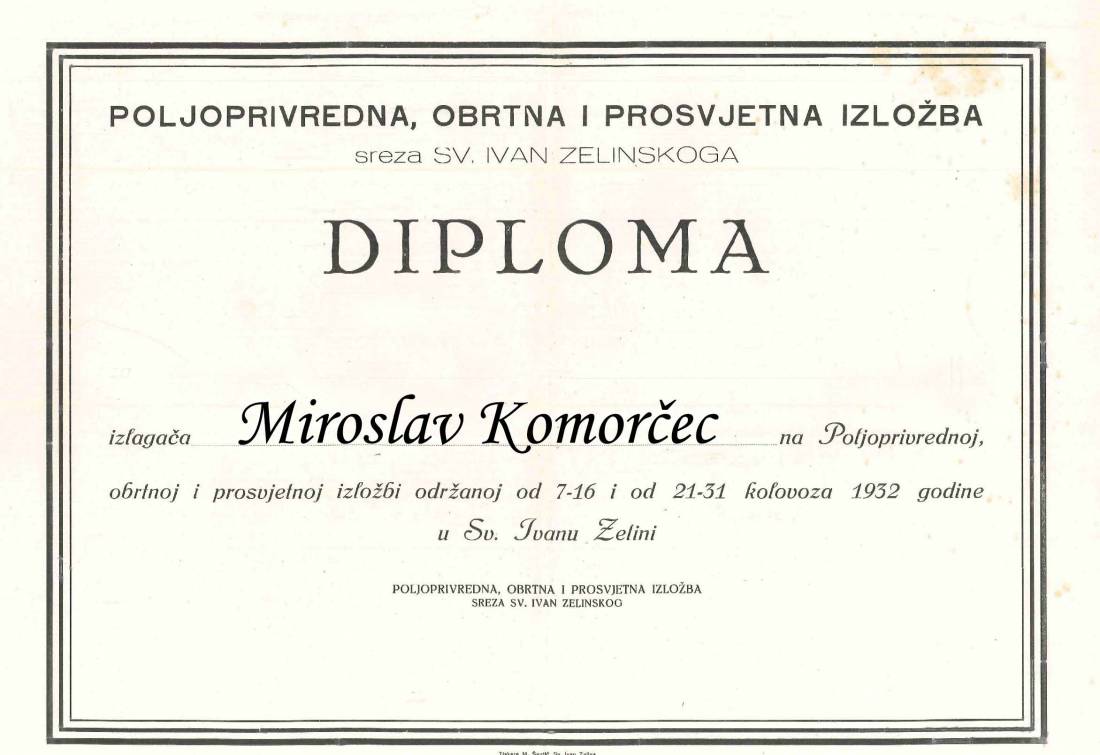 POLJOPRIVREDNA, OBRTNA I PROSVJETNA IZLOŽBA
sreza SV. IVAN ZELINSKOGA
DIPLOMA
izlagača Miroslav Komorčec na Poljoprivrednoj,
obrtnoj i prosvjetnoj izložbi održanoj od 7-16 i od 21-31 kolovoza 1932 godine
u Sv. Ivanu Zelini
POLJOPRIVREDNA, OBRTNA I PROSVJETNA IZLOŽBA
SREZA SV. IVAN ZELINSKOG